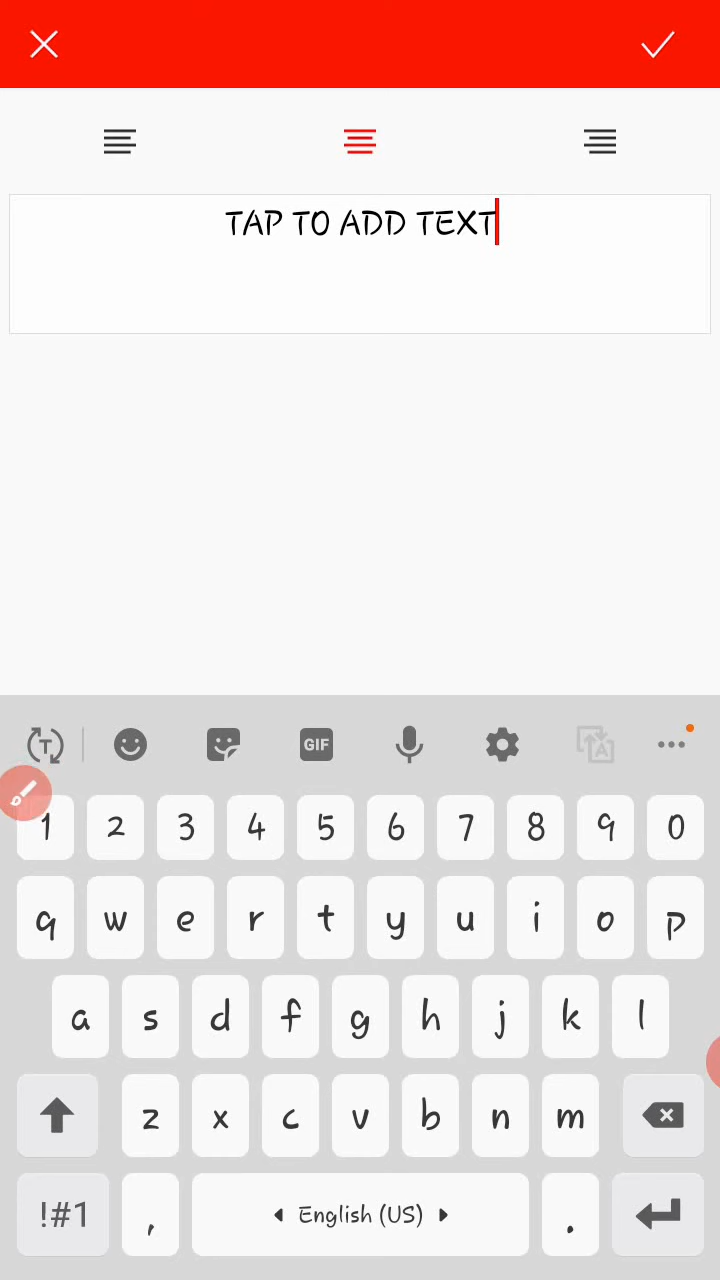 TAP TO ADD TEXT
GIF
1 2 3 4 5 6 7 8 9 0
q w e r t y u i o p
a s d f g h j k l
z x c v b n m
!#1 , English (US) .